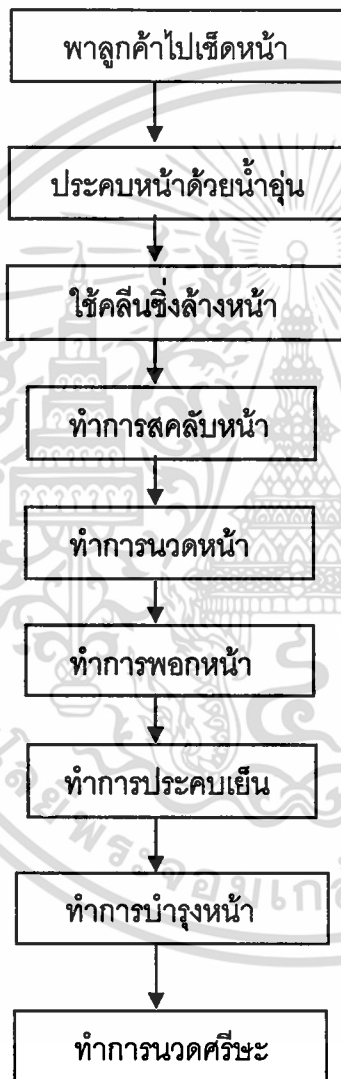 พาลูกค้าไปเช็ดหน้า
ประคบหน้าด้วยน้ำอุ่น
ใช้คลีนซิ่งล้างหน้า
ทำการสคลับหน้า
ทำการนวดหน้า
ทำการพอกหน้า
ทำการประคบเย็น
ทำการบำรุงหน้า
ทำการนวดศรีษะ